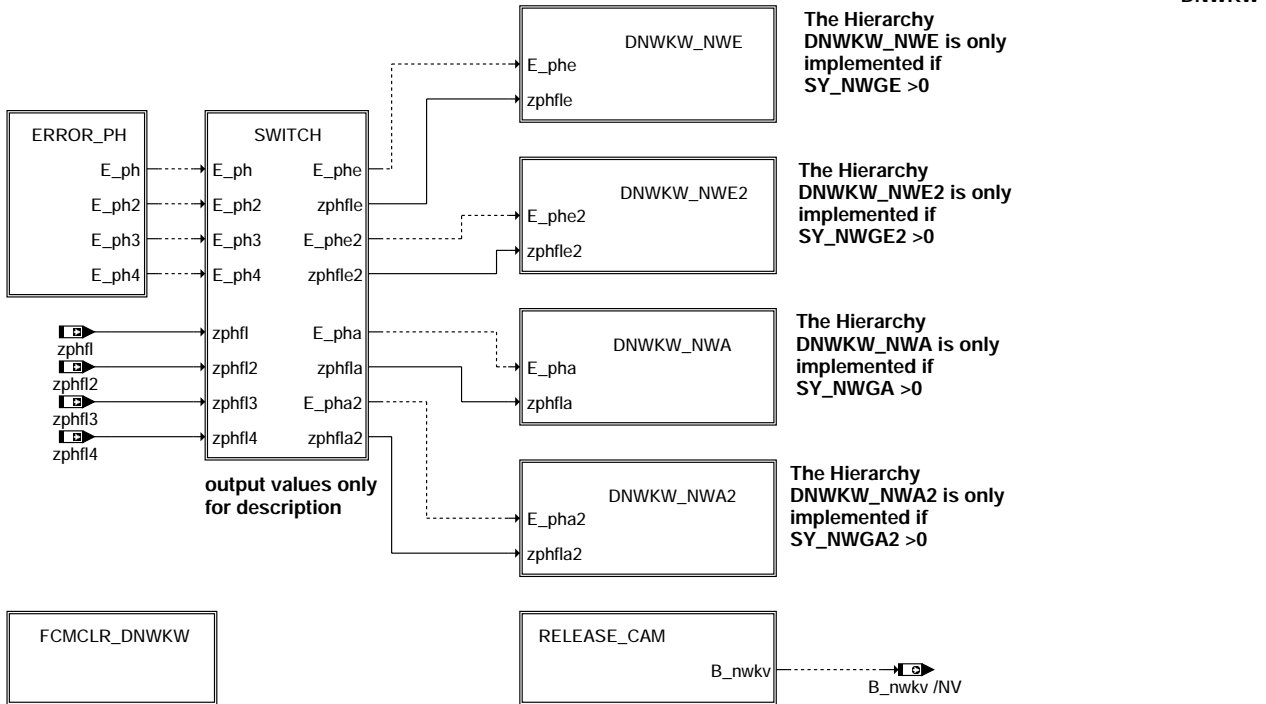 DNWKW
DNWKW_NWE
E_phe
zphfle
The Hierarchy
DNWKW_NWE is only
implemented if
SY_NWGE >0
ERROR_PH
E_ph
E_ph2
E_ph3
E_ph4
SWITCH
E_ph
E_phe
E_ph2
zphfle
E_ph3
E_phe2
E_ph4
zphfle2
zphfl
E_pha
zphfl2
zphfla
zphfl3
E_pha2
zphfl4
zphfla2
zphfl
zphfl2
zphfl3
zphfl4
output values only
for description
DNWKW_NWE2
E_phe2
zphfle2
The Hierarchy
DNWKW_NWE2 is only
implemented if
SY_NWGE2 >0
DNWKW_NWA
E_pha
zphfla
The Hierarchy
DNWKW_NWA is only
implemented if
SY_NWGA >0
DNWKW_NWA2
E_pha2
zphfla2
The Hierarchy
DNWKW_NWA2 is only
implemented if
SY_NWGA2 >0
FCMCLR_DNWKW
RELEASE_CAM
B_nwkv
B_nwkv /NV